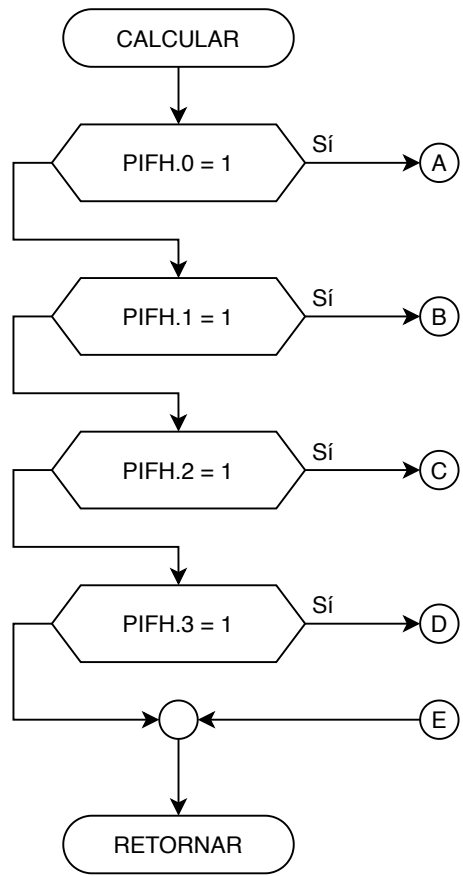 CALCULAR
PIFH.0 = 1
Sí
A
PIFH.1 = 1
Sí
B
PIFH.2 = 1
Sí
C
PIFH.3 = 1
Sí
D
E
RETORNAR